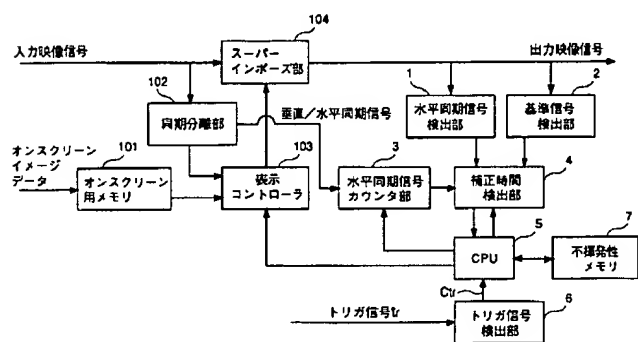 104
入力映像信号
スーパー
インポーズ部
出力映像信号
102
1
2
同期分離部
垂直／水平同期信号
水平同期信号
検出部
基準信号
検出部
オンスクリーン
イメージ
データ
101
オンスクリーン
用メモリ
103
表示
コントローラ
3
水平同期信号
カウンタ部
4
補正時間
検出部
5
CPU
7
不揮発性
メモリ
Ctr
6
トリガ信号tr
トリガ信号
検出部